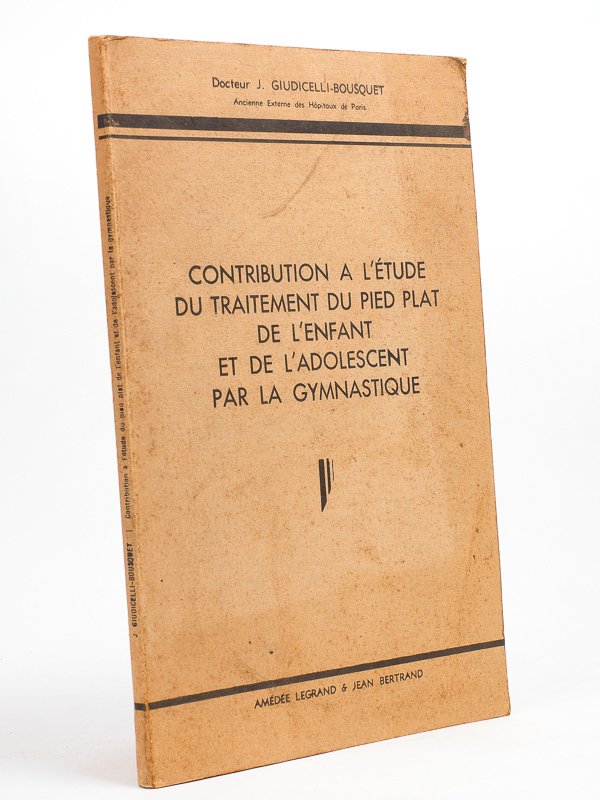 Docteur J. GIUDICELLI-BOUSQUET
Ancienne Externe des Hôpitaux de Paris
CONTRIBUTION A L'ÉTUDE
DU TRAITEMENT DU PIED PLAT
DE L'ENFANT
ET DE L'ADOLESCENT
PAR LA GYMNASTIQUE
AMÉDÉE LEGRAND & JEAN BERTRAND
J GIUDICELLI-BOUSQUET | Contribution à l'étude du pied plat de l'enfant et de l'adolescent par la gymnastique